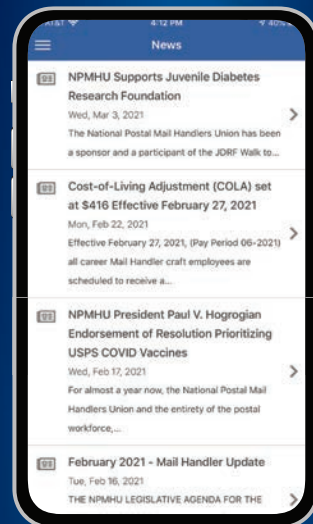 AT&T 4:12 PM 40%
News
NPMHU Supports Juvenile Diabetes
Research Foundation
Wed, Mar 3, 2021
The National Postal Mail Handlers Union has been
a sponsor and a participant of the JDRF Walk to...
Cost-of-Living Adjustment (COLA) set
at $416 Effective February 27, 2021
Mon, Feb 22, 2021
Effective February 27, 2021, (Pay Period 06-2021)
all career Mail Handler craft employees are
scheduled to receive a...
NPMHU President Paul V. Hogrogian
Endorsement of Resolution Prioritizing
USPS COVID Vaccines
Wed, Feb 17, 2021
For almost a year now, the National Postal Mail
Handlers Union and the entirety of the postal
workforce,...
February 2021 - Mail Handler Update
Tue, Feb 16, 2021
THE NPMHU LEGISLATIVE AGENDA FOR THE